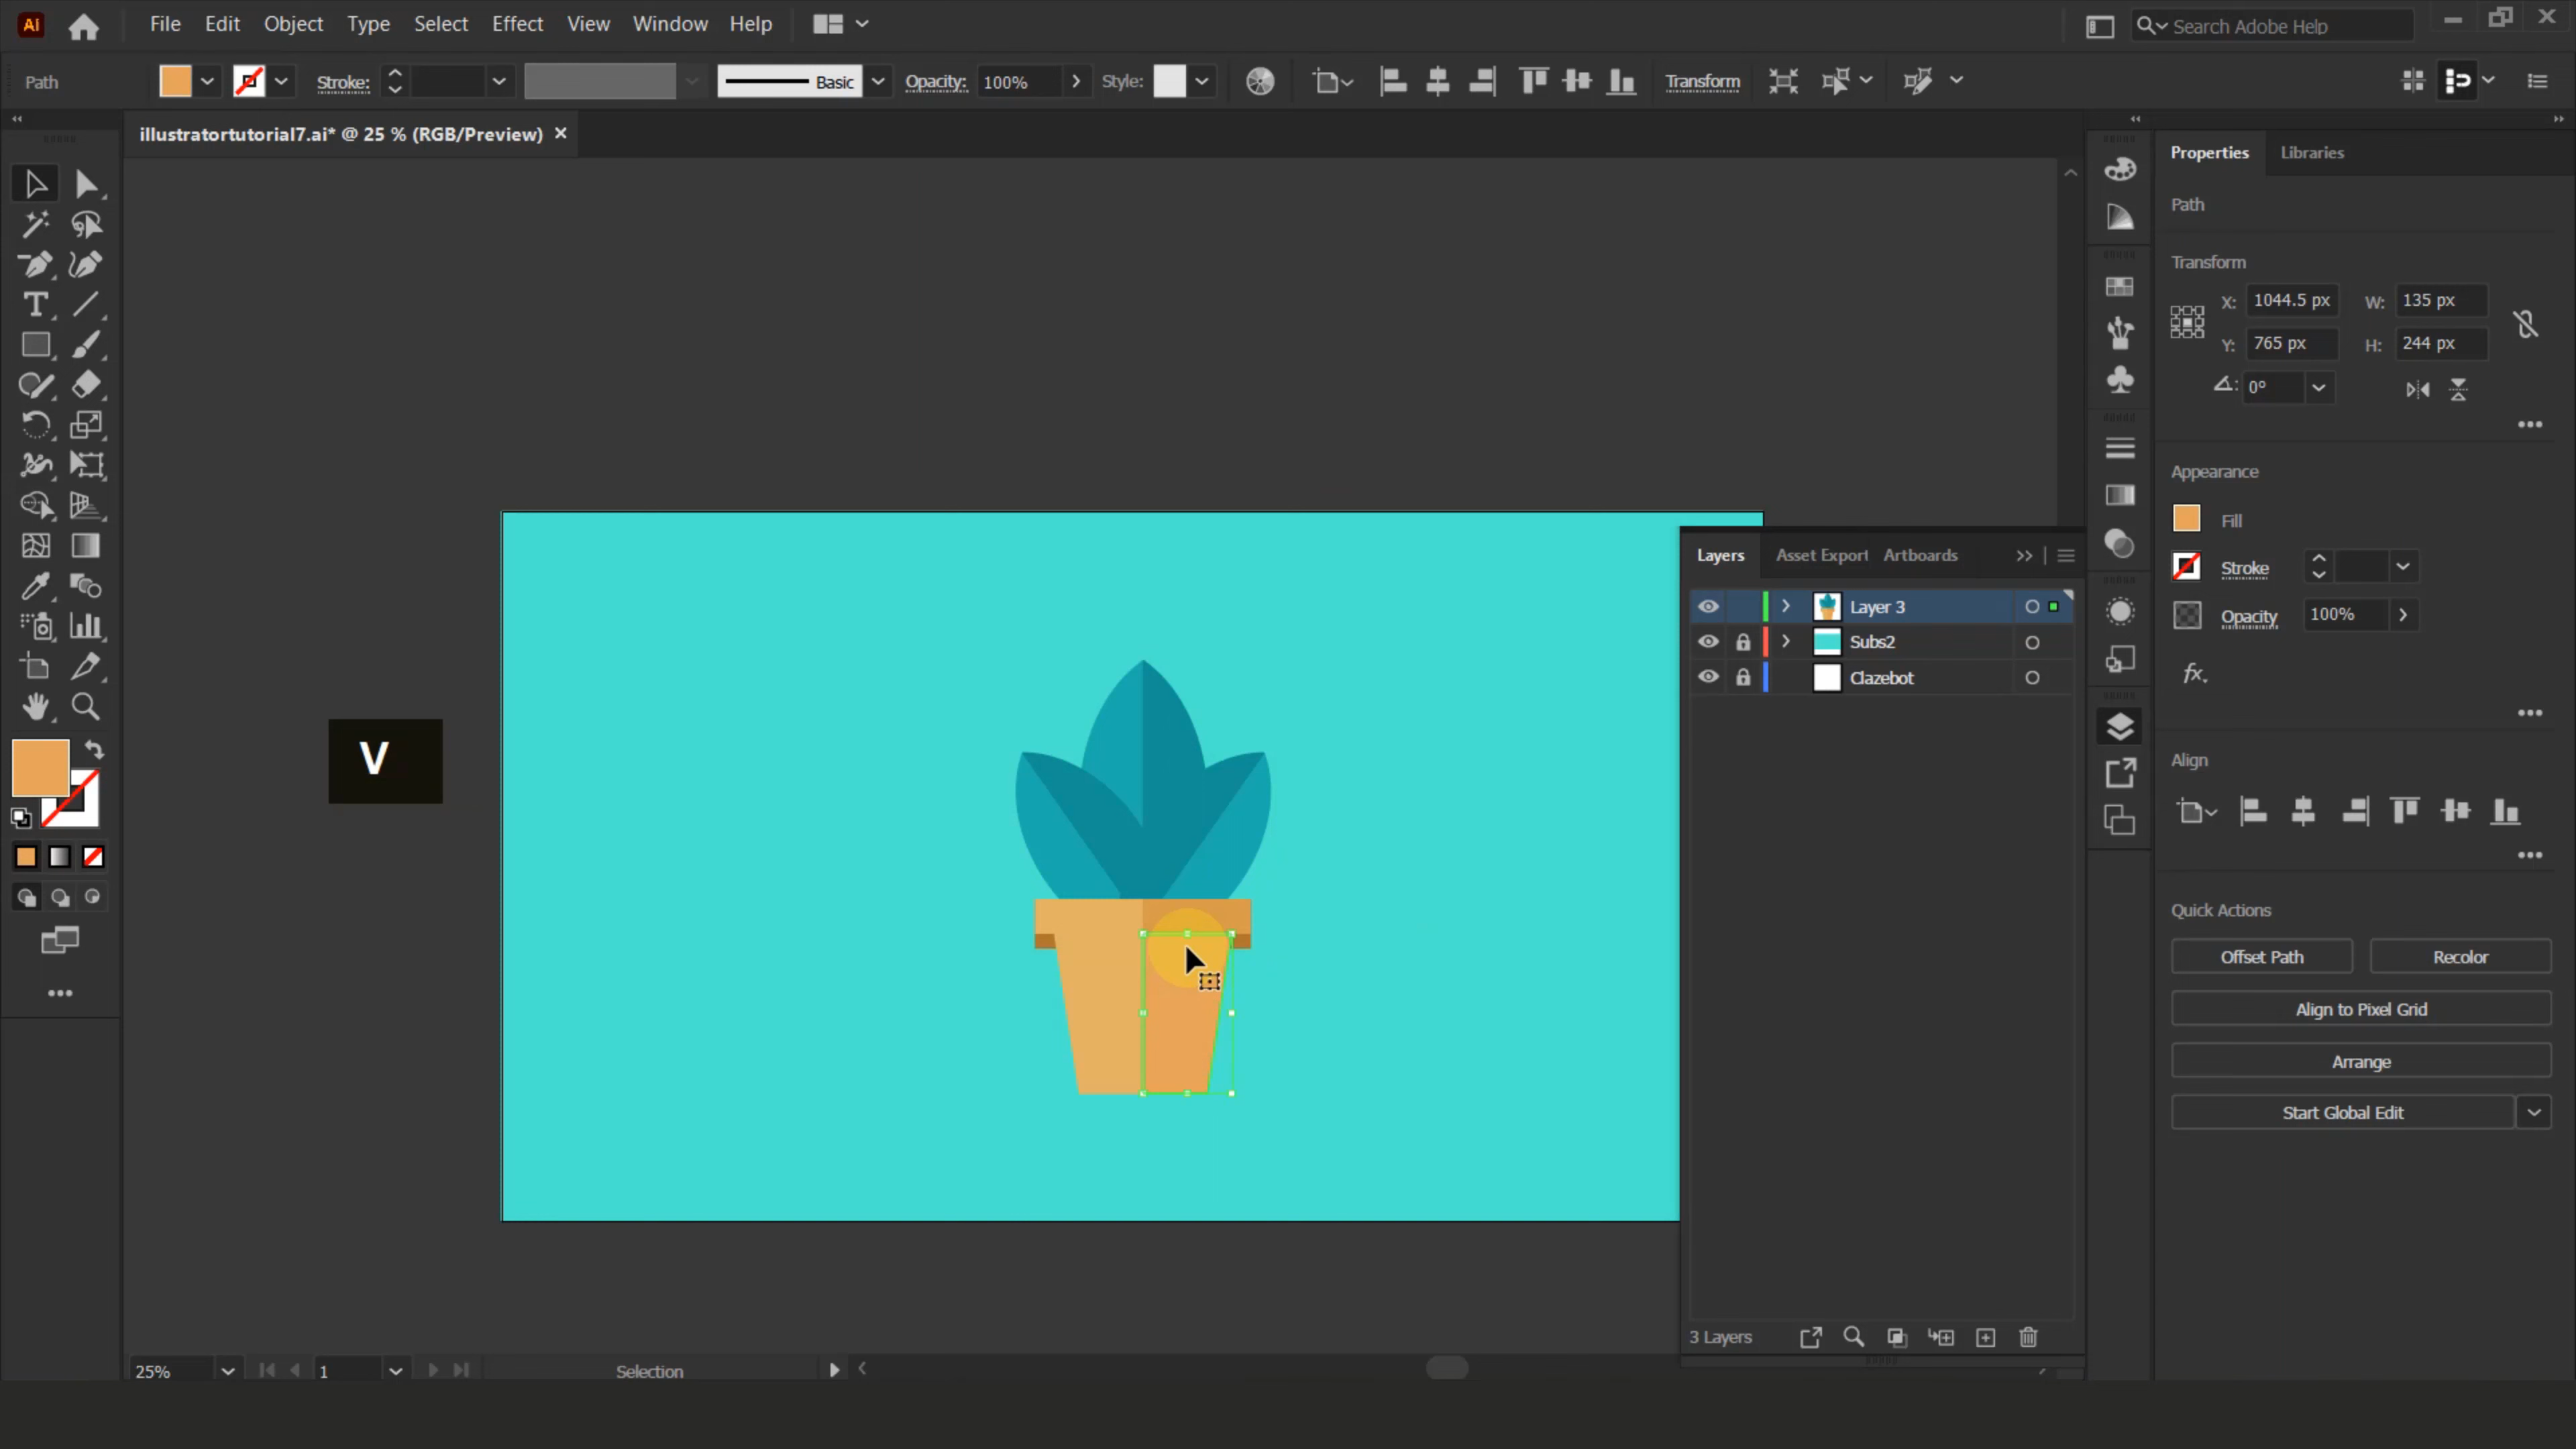 Ai File Edit Object Type Select Effect View Window Help Search Adobe Help
Path Stroke: Basic Opacity: 100% Style: Transform
illustratortutorial7.ai* @ 25 % (RGB/Preview) ×
Properties Libraries
Path
Transform
X: 1044.5 px W: 135 px
Y: 765 px H: 244 px
0°
Appearance
Fill
Stroke
Opacity 100%
fx.
Align
Quick Actions
Offset Path Recolor
Align to Pixel Grid
Arrange
Start Global Edit
Layers Asset Export Artboards
Layer 3
Subs2
Clazebot
3 Layers
V
25% 1 Selection